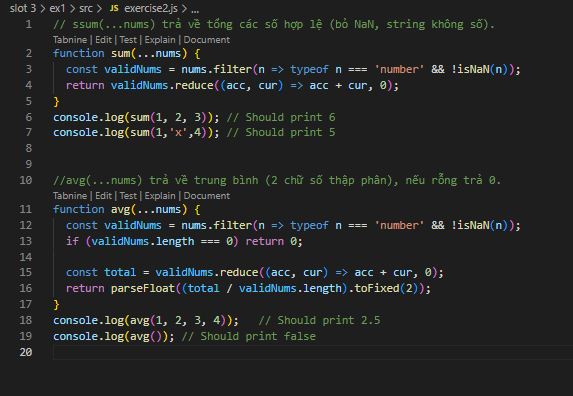 slot 3 > ex1 > src > JS exercise2.js > ...
1 // ssum(...nums) trả về tổng các số hợp lệ (bỏ NaN, string không số).
Tabnine | Edit | Test | Explain | Document
2 function sum(...nums) {
3 const validNums = nums.filter(n => typeof n === 'number' && !isNaN(n));
4 return validNums.reduce((acc, cur) => acc + cur, 0);
5 }
6 console.log(sum(1, 2, 3)); // Should print 6
7 console.log(sum(1,'x',4)); // Should print 5
8
9
10 //avg(...nums) trả về trung bình (2 chữ số thập phân), nếu rỗng trả 0.
Tabnine | Edit | Test | Explain | Document
11 function avg(...nums) {
12 const validNums = nums.filter(n => typeof n === 'number' && !isNaN(n));
13 if (validNums.length === 0) return 0;
14
15 const total = validNums.reduce((acc, cur) => acc + cur, 0);
16 return parseFloat((total / validNums.length).toFixed(2));
17 }
18 console.log(avg(1, 2, 3, 4)); // Should print 2.5
19 console.log(avg()); // Should print false
20